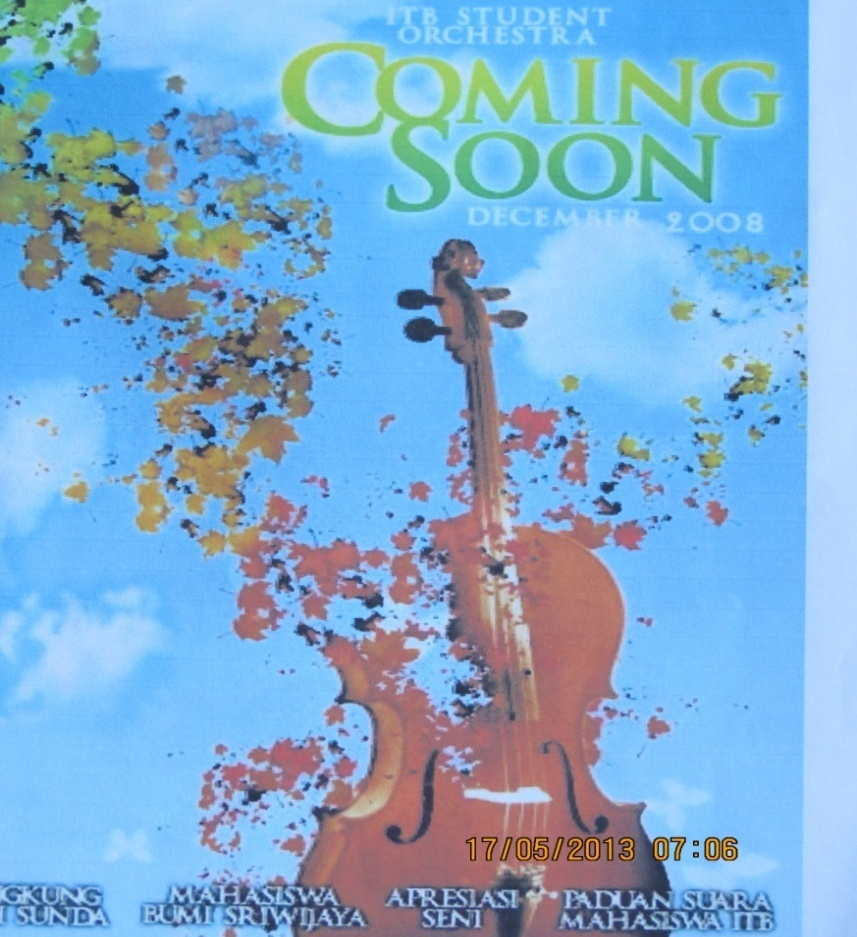 ITB STUDENT
ORCHESTRA
COMING
SOON
DECEMBER 2008
17/05/2013 07:06
GKUNG
I SUNDA
MAHASISWA
BUMI SRIWIJAYA
APRESIASI
SENI
PADUAN SUARA
MAHASISWA ITB